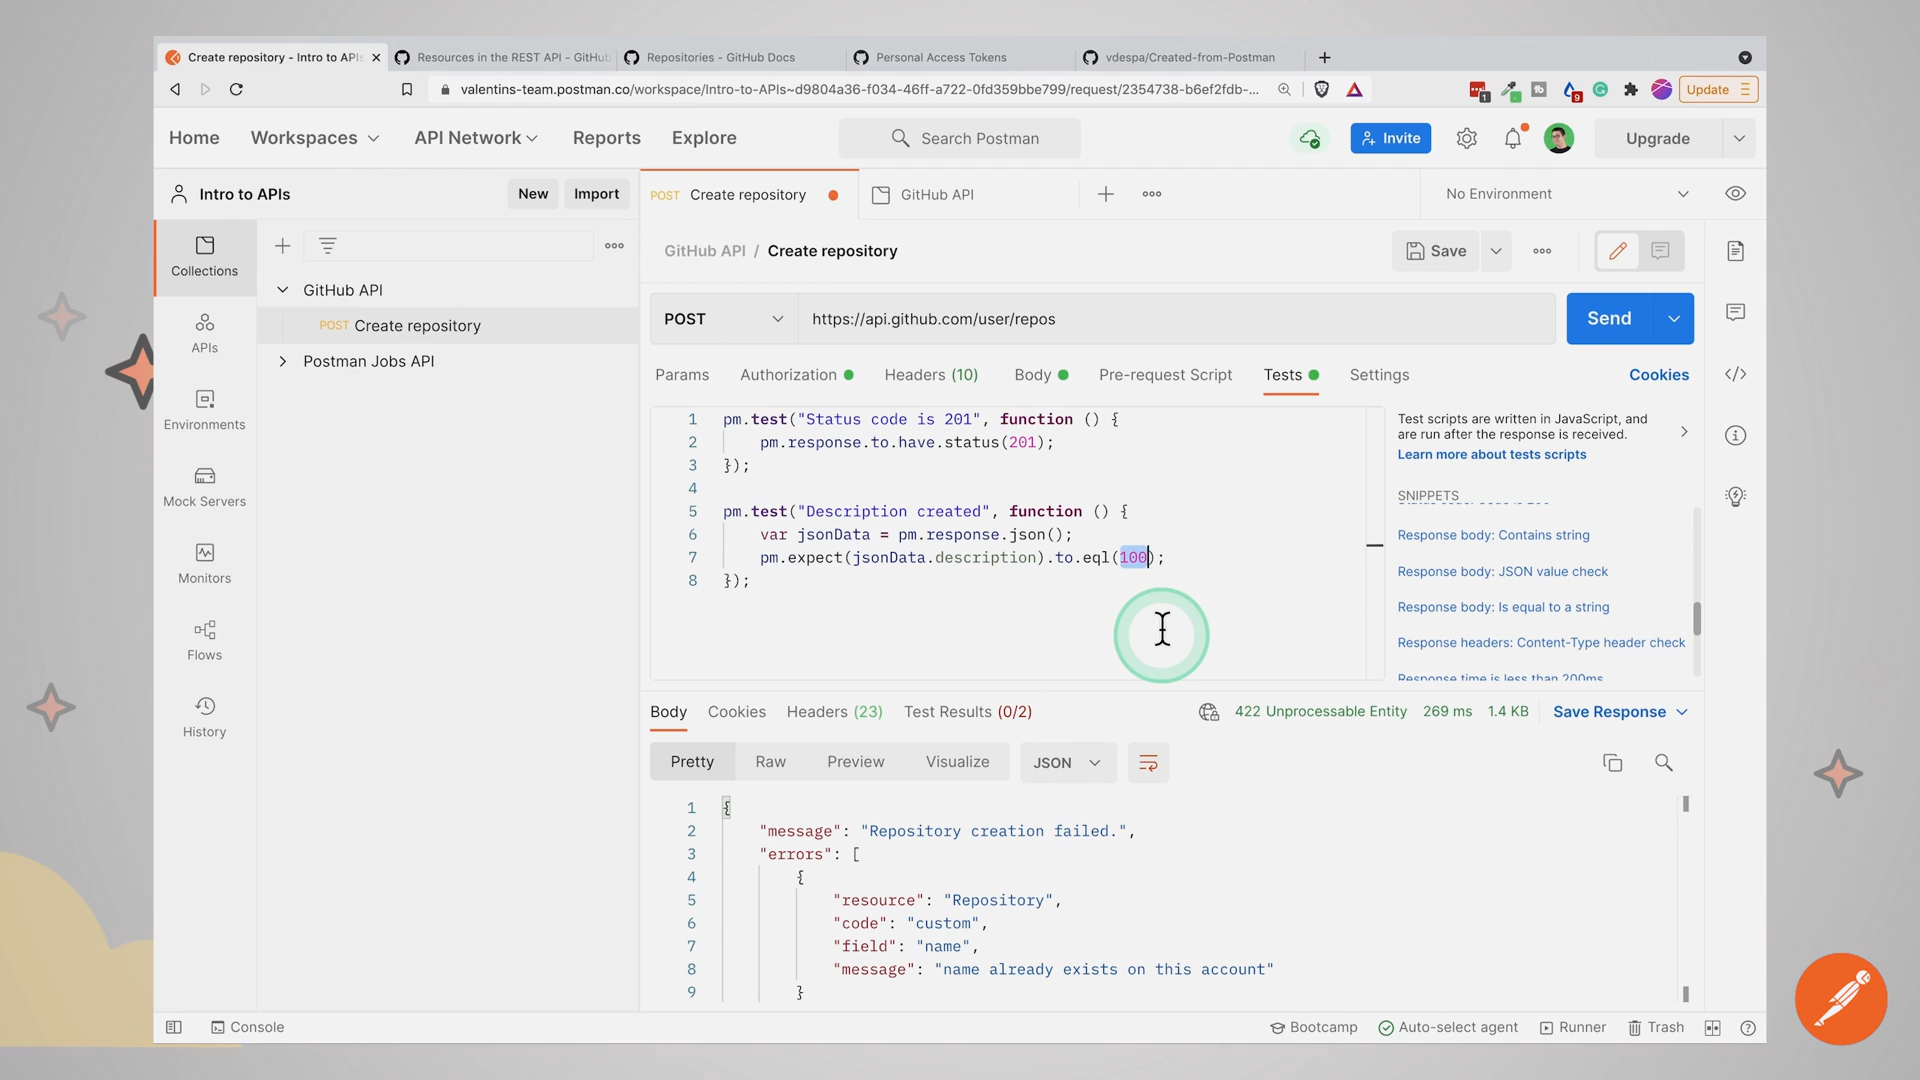 Create repository - Intro to APIs
Resources in the REST API - GitHub
Repositories - GitHub Docs
Personal Access Tokens
vdespa/Created-from-Postman
valentins-team.postman.co/workspace/Intro-to-APIs~d9804a36-f034-46ff-a722-0fd359bbe799/request/2354738-b6ef2fdb-...
1
9
Update
Home
Workspaces
API Network
Reports
Explore
Search Postman
Invite
Upgrade
Intro to APIs
New
Import
POST Create repository
GitHub API
No Environment
Collections
APIs
Environments
Mock Servers
Monitors
Flows
History
GitHub API
POST Create repository
Postman Jobs API
GitHub API / Create repository
Save
POST
https://api.github.com/user/repos
Send
Params
Authorization
Headers (10)
Body
Pre-request Script
Tests
Settings
Cookies
1 pm.test("Status code is 201", function () {
2 pm.response.to.have.status(201);
3 });
4
5 pm.test("Description created", function () {
6 var jsonData = pm.response.json();
7 pm.expect(jsonData.description).to.eql(100);
8 });
Test scripts are written in JavaScript, and
are run after the response is received.
Learn more about tests scripts
SNIPPETS
Response body: Contains string
Response body: JSON value check
Response body: Is equal to a string
Response headers: Content-Type header check
Response time is less than 200ms
Body
Cookies
Headers (23)
Test Results (0/2)
422 Unprocessable Entity
269 ms
1.4 KB
Save Response
Pretty
Raw
Preview
Visualize
JSON
1 {
2 "message": "Repository creation failed.",
3 "errors": [
4 {
5 "resource": "Repository",
6 "code": "custom",
7 "field": "name",
8 "message": "name already exists on this account"
9 }
Console
Bootcamp
Auto-select agent
Runner
Trash